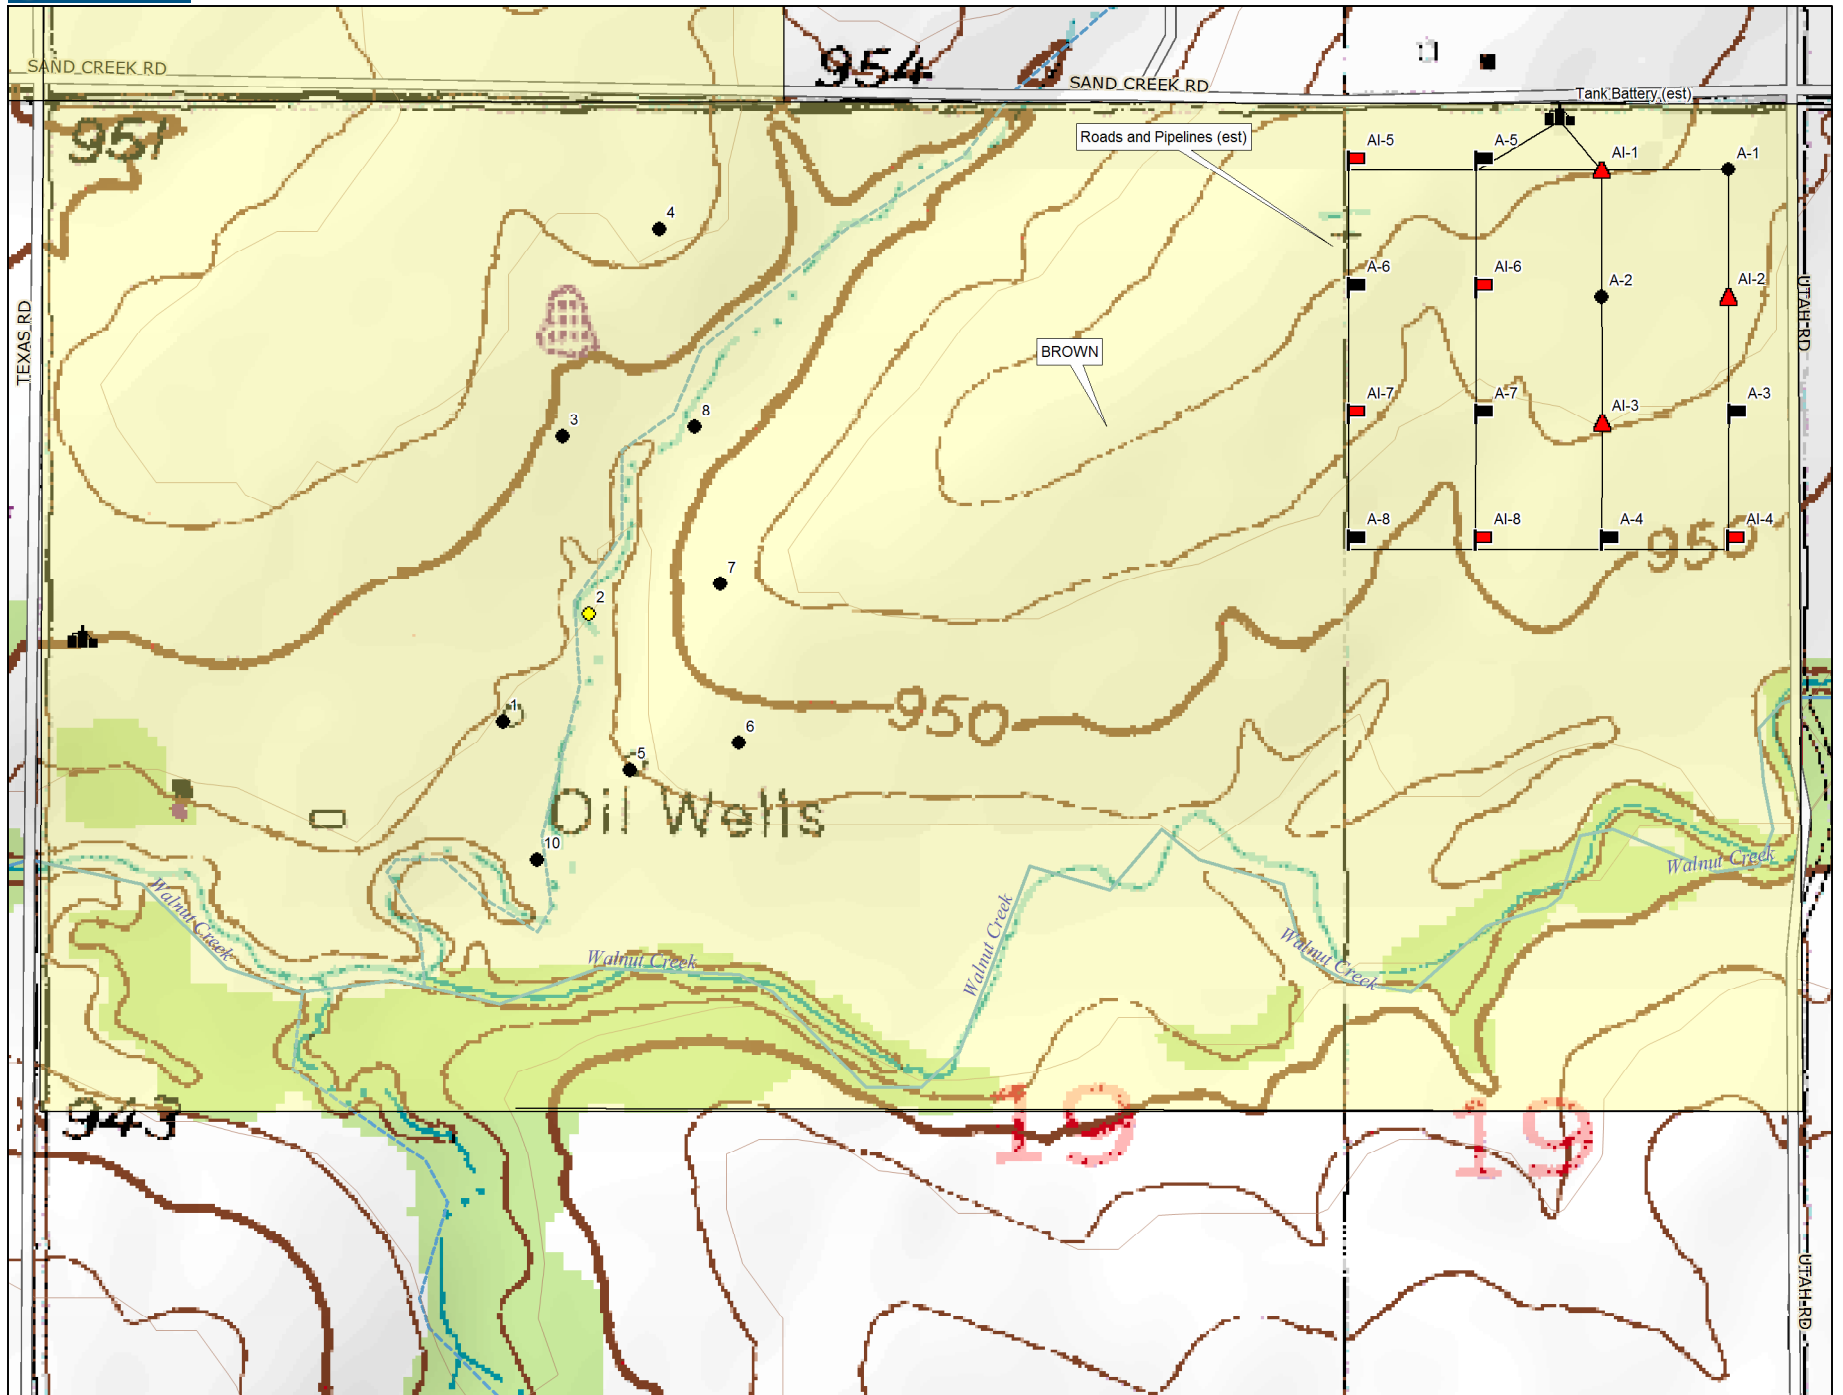 SAND CREEK RD
954
SAND CREEK RD
Tank Battery (est)
951
Roads and Pipelines (est)
AI-5
A-5
AI-1
A-1
4
A-6
AI-6
A-2
AI-2
TEXAS RD
UTAH RD
BROWN
3
8
AI-7
A-7
AI-3
A-3
A-8
AI-8
A-4
AI-4
950
7
2
1
950
6
5
Oil Wells
10
Walnut Creek
Walnut Creek
Walnut Creek
Walnut Creek
Walnut Creek
943
19
19
UTAH RD